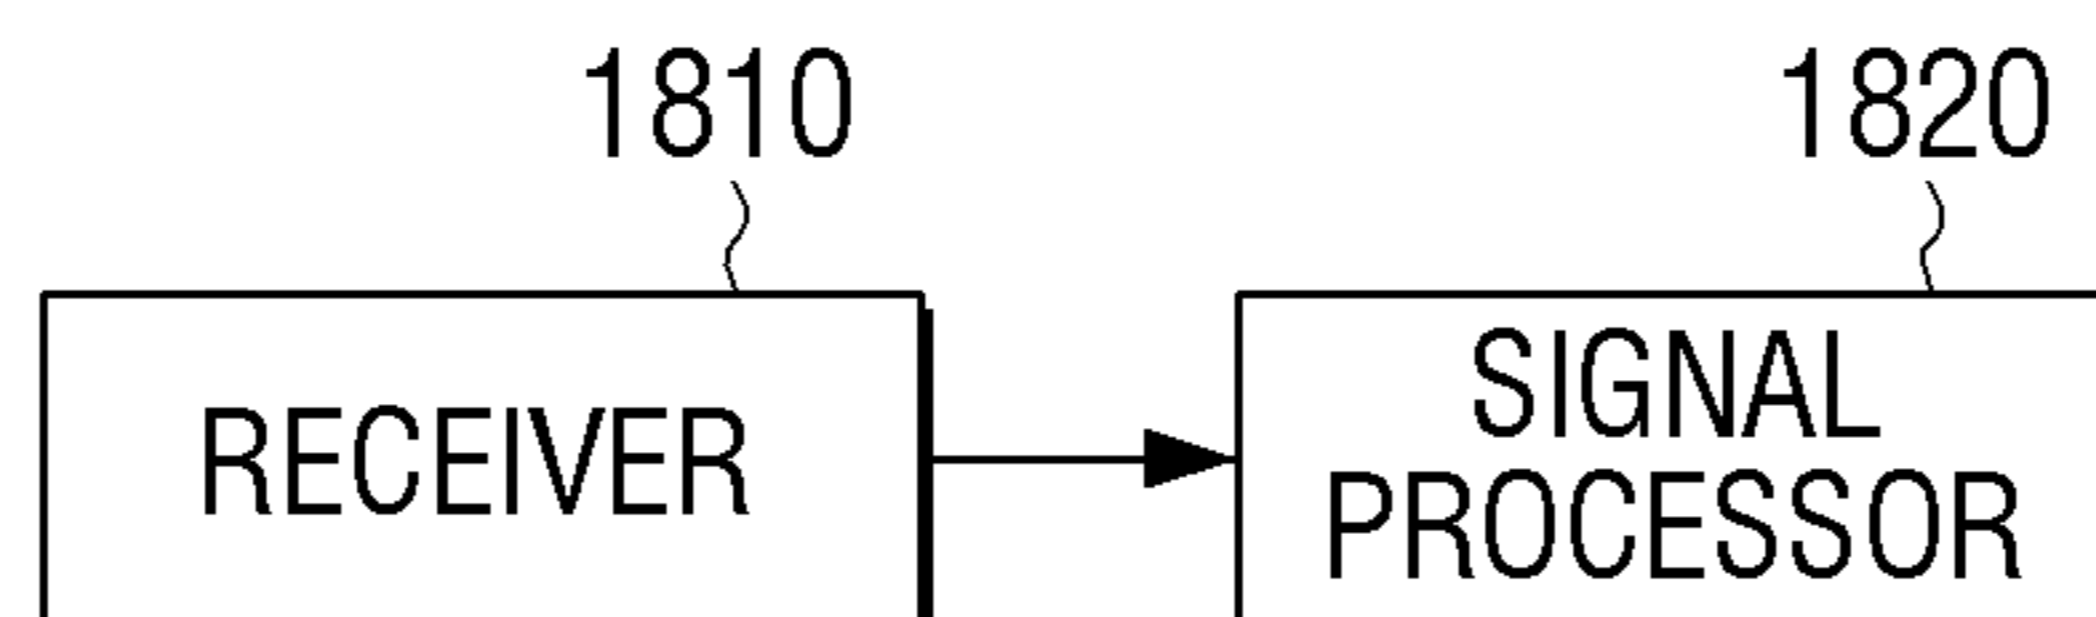 1810
1820
RECEIVER
SIGNAL
PROCESSOR